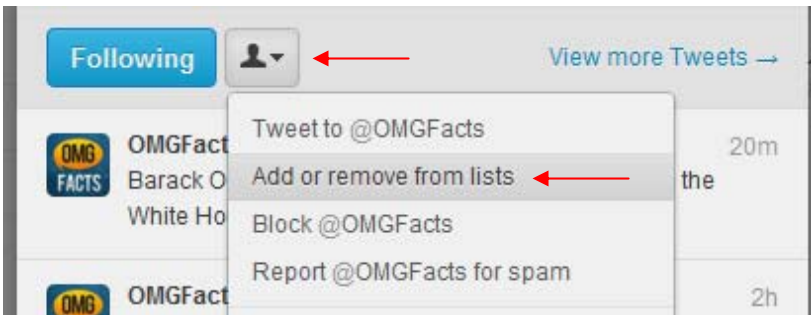 Following
View more Tweets →
Tweet to @OMGFacts
OMG FACTS
OMGFact
20m
Barack O
Add or remove from lists
the
White Ho
Block @OMGFacts
Report @OMGFacts for spam
OMG
OMGFact
2h